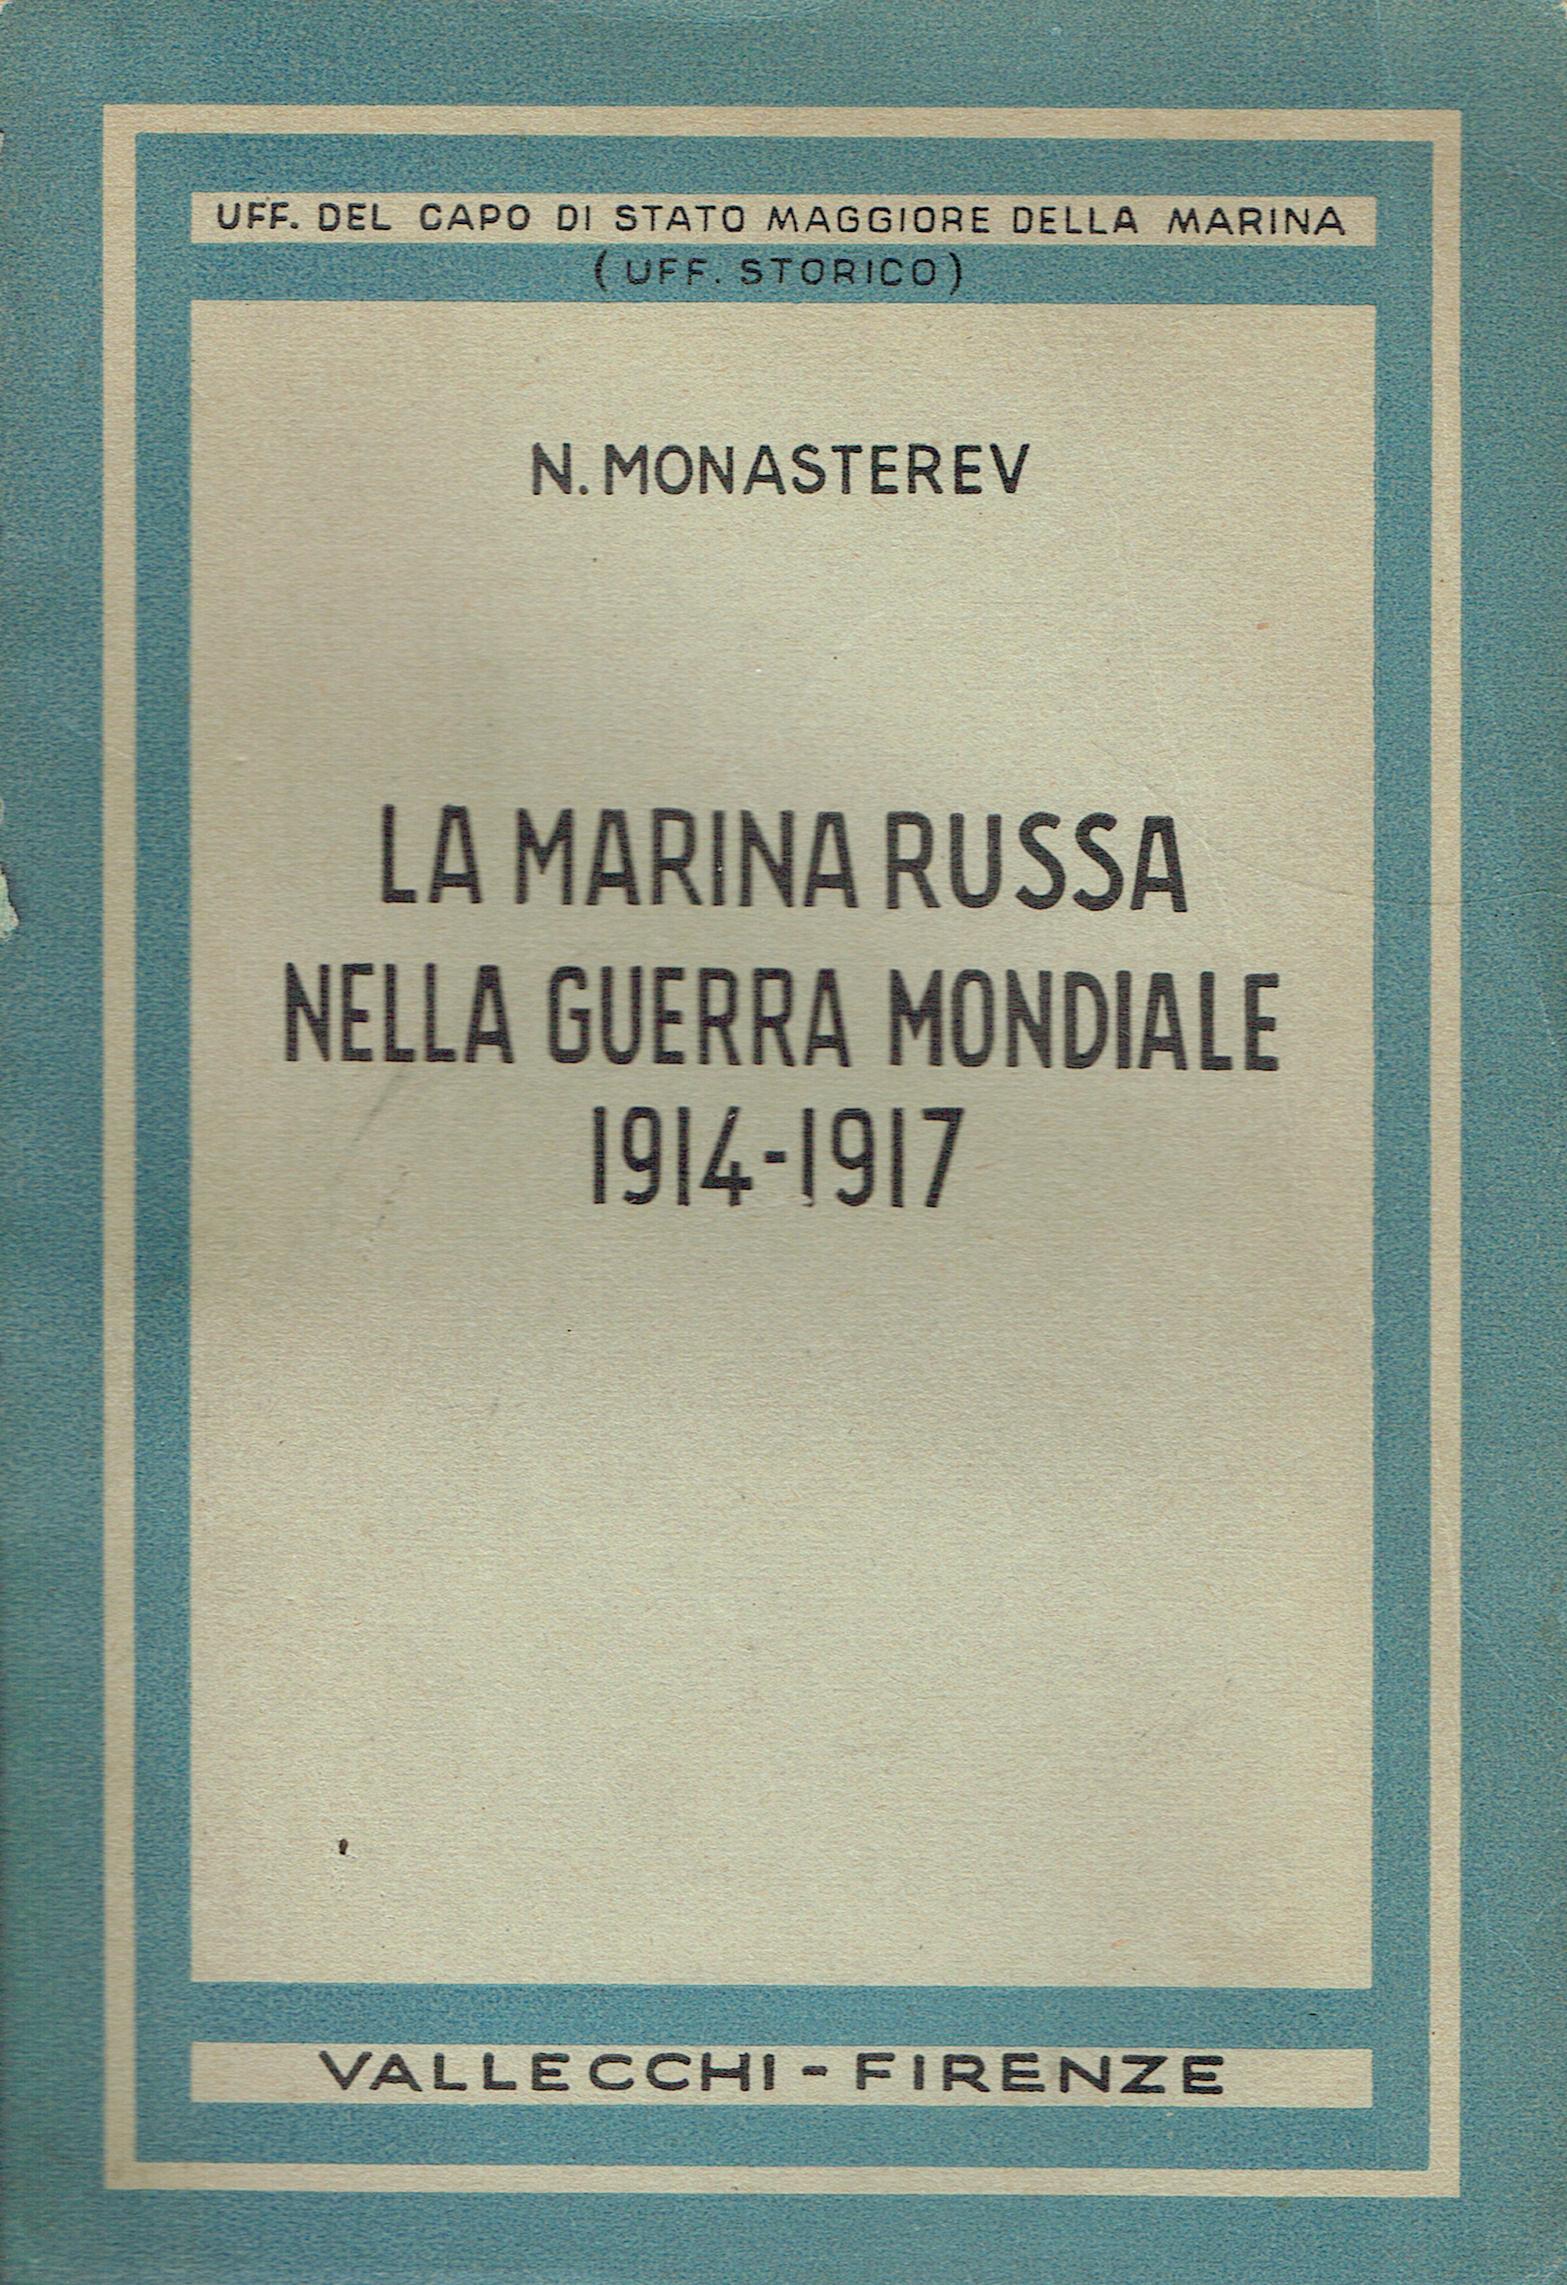 UFF. DEL CAPO DI STATO MAGGIORE DELLA MARINA
(UFF. STORICO)
N. MONASTEREV
LA MARINA RUSSA
NELLA GUERRA MONDIALE
1914-1917
VALLECCHI - FIRENZE